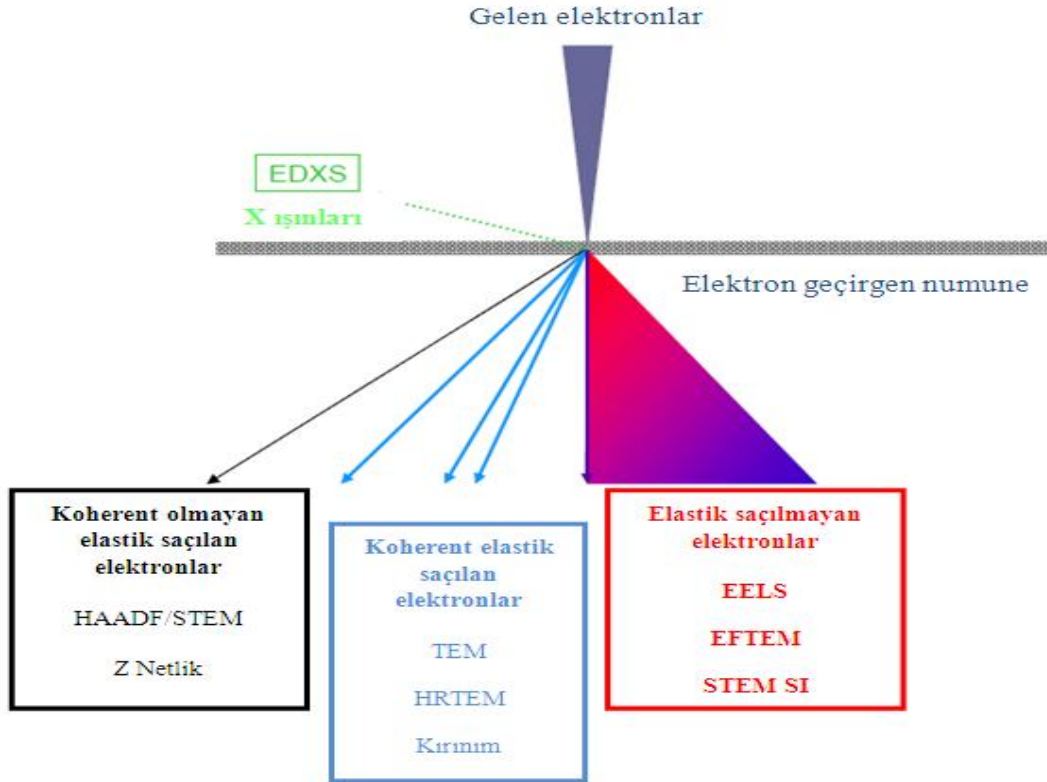 Gelen elektronlar
EDXS
X ışınları
Elektron geçirgen numune
Koherent olmayan
elastik saçılan
elektronlar
HAADF/STEM
Z Netlik
Koherent elastik
saçılan
elektronlar
TEM
HRTEM
Kırınım
Elastik saçılmayan
elektronlar
EELS
EFTEM
STEM SI